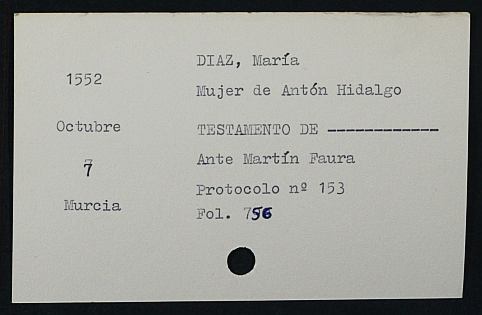 DIAZ, María
1552
Mujer de Antón Hidalgo
Octubre
TESTAMENTO DE ------------
7
Ante Martín Faura
Protocolo nº 153
Murcia
Fol. 756